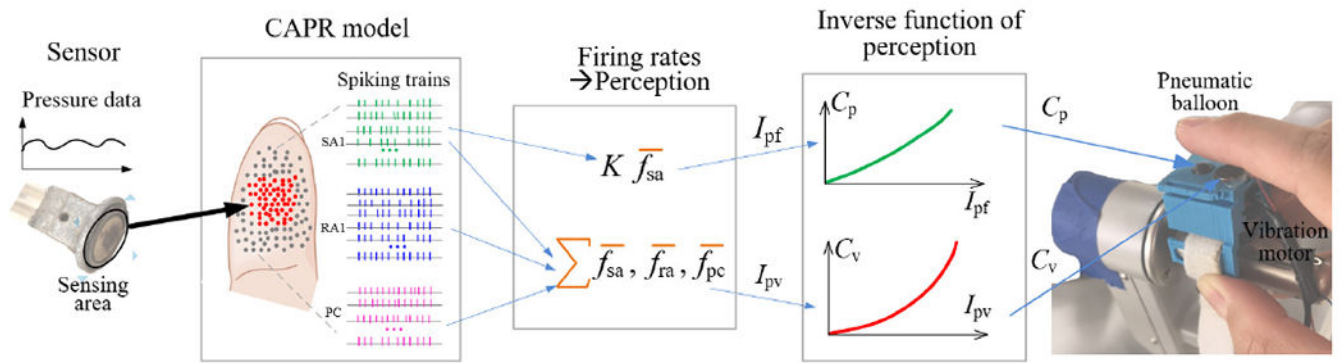 Sensor
Pressure data
Sensing
area
CAPR model
Spiking trains
SA1
RA1
PC
Firing rates
→Perception
K f̅sa
∑ f̅sa , f̅ra , f̅pc
Ipf
Ipv
Inverse function of
perception
Cp
Ipf
Cv
Ipv
Cp
Cv
Pneumatic
balloon
Vibration
motor